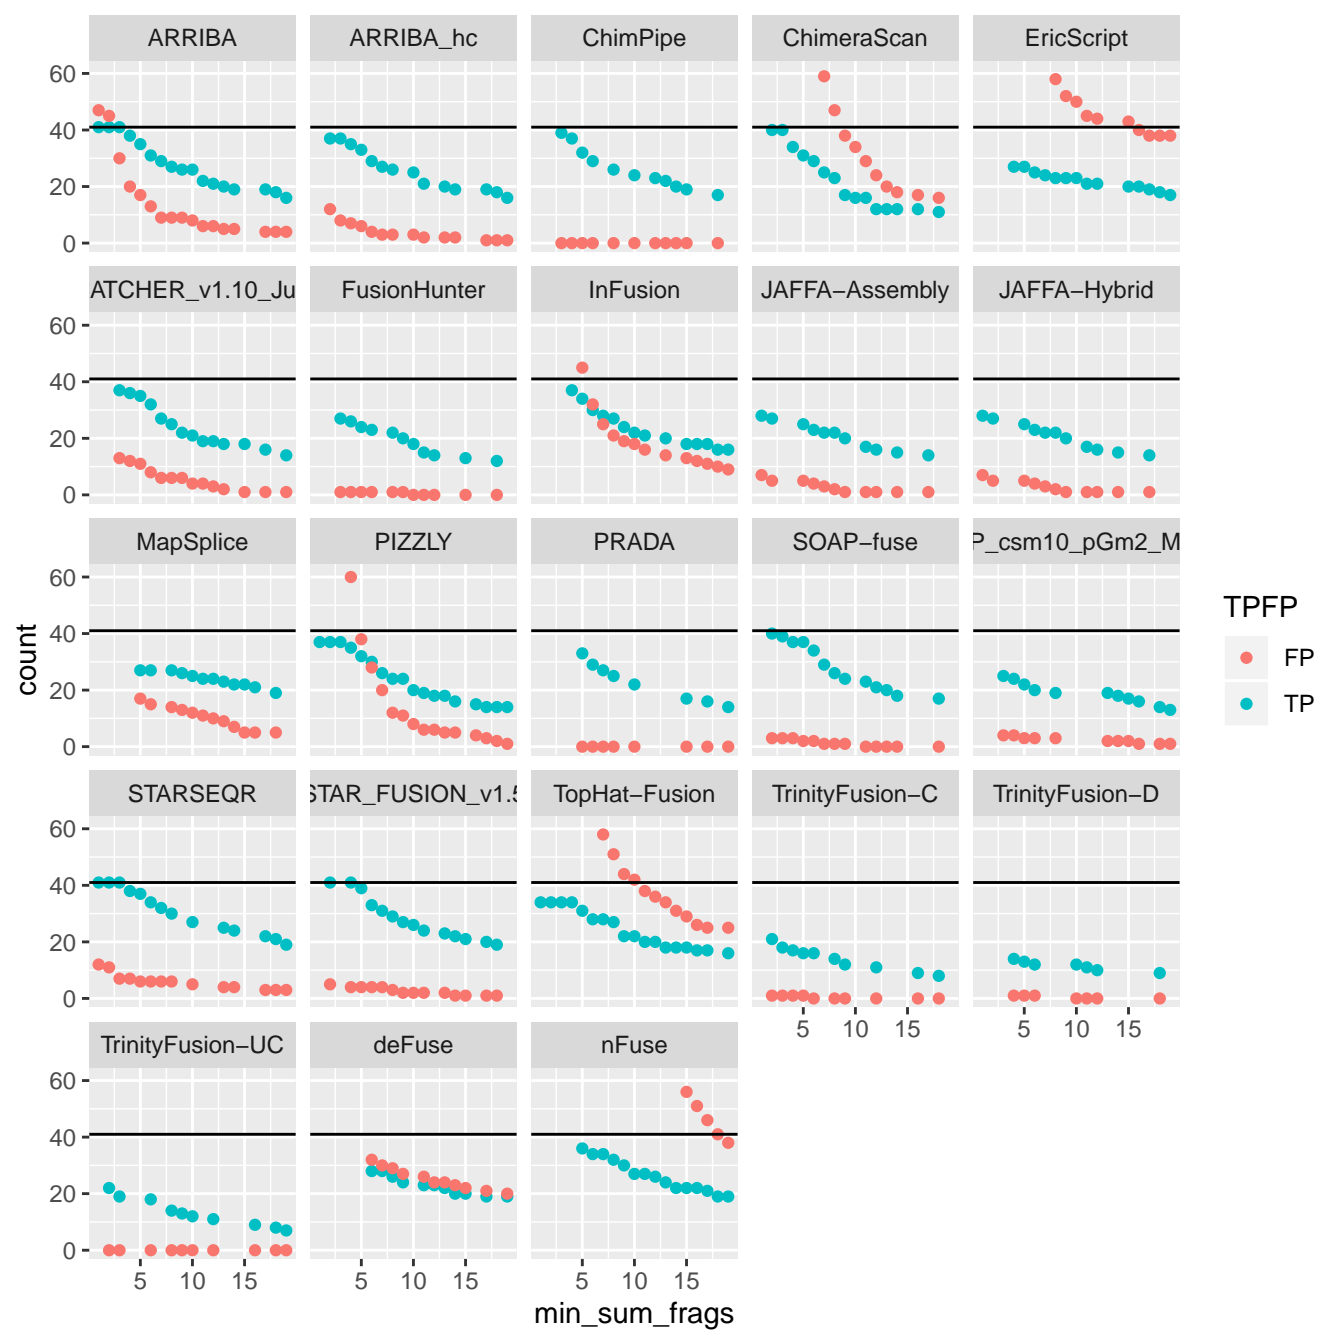 ARRIBA ARRIBA_hc ChimPipe ChimeraScan EricScript
60
40
20
0
ATCHER_v1.10_Ju FusionHunter InFusion JAFFA−Assembly JAFFA−Hybrid
60
40
20
0
MapSplice PIZZLY PRADA SOAP−fuse P_csm10_pGm2_M
60
40
20
0
count
TPFP
FP
TP
STARSEQR STAR_FUSION_v1.5 TopHat−Fusion TrinityFusion−C TrinityFusion−D
60
40
20
0
5 10 15 5 10 15
TrinityFusion−UC deFuse nFuse
60
40
20
0
5 10 15 5 10 15 5 10 15
min_sum_frags